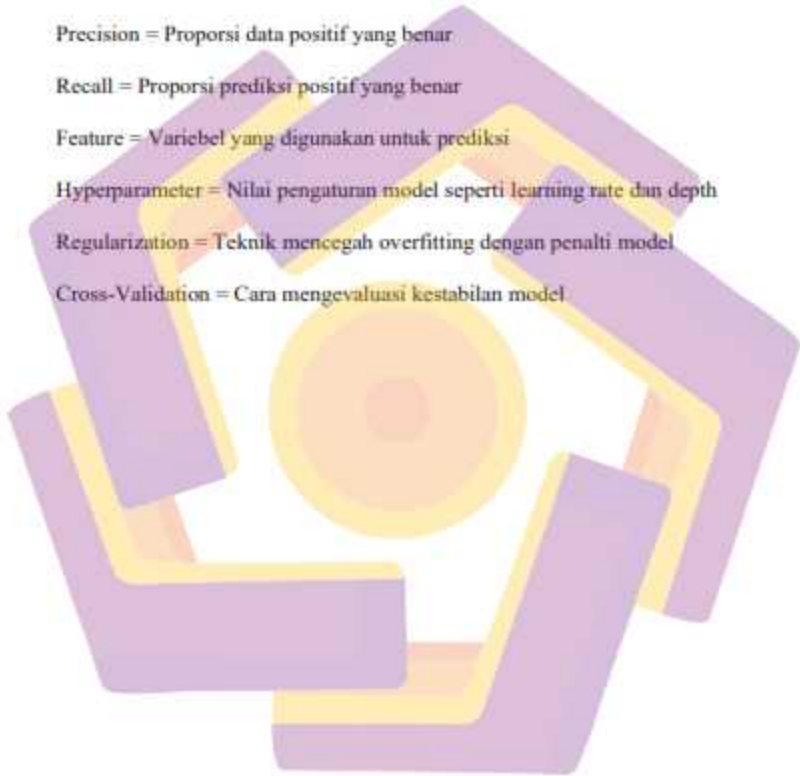 Precision = Proporsi data positif yang benar
Recall = Proporsi prediksi positif yang benar
Feature = Variebel yang digunakan untuk prediksi
Hyperparameter = Nilai pengaturan model seperti learning rate dan depth
Regularization = Teknik mencegah overfitting dengan penalti model
Cross-Validation = Cara mengevaluasi kestabilan model